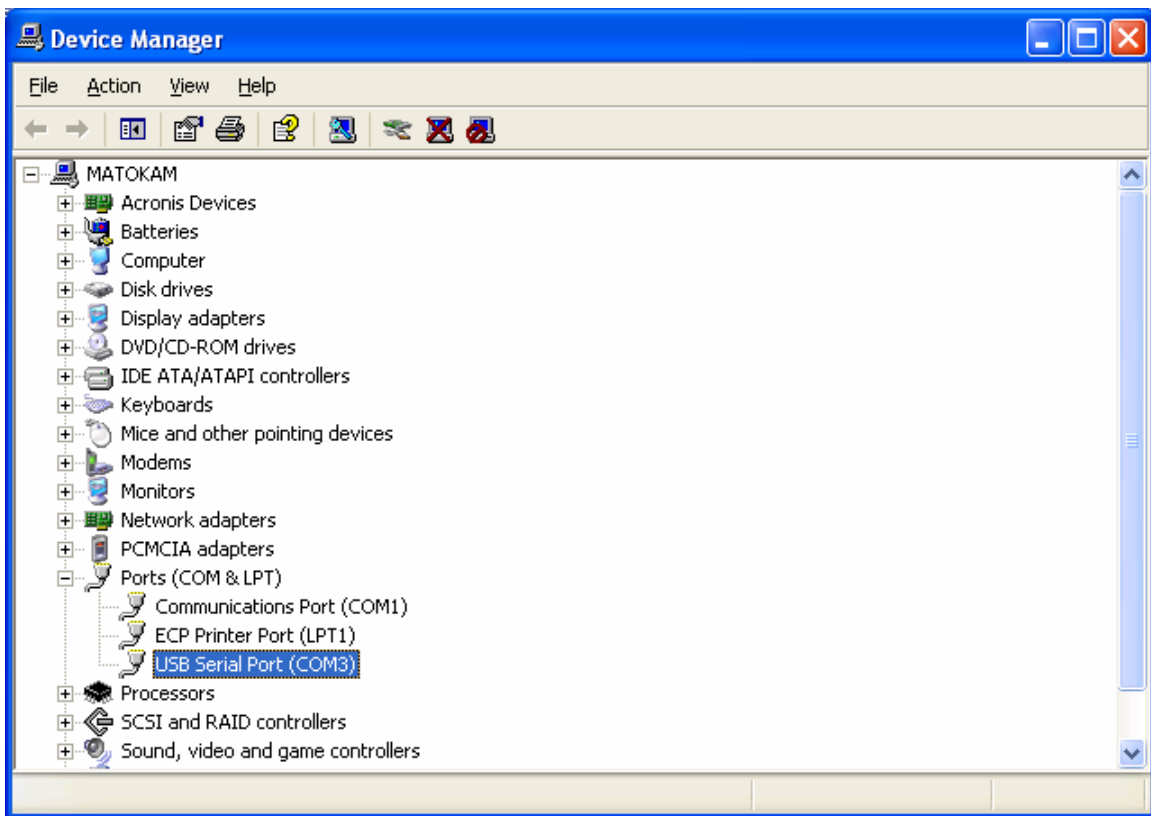 Device Manager
File Action View Help
MATOKAM
Acronis Devices
Batteries
Computer
Disk drives
Display adapters
DVD/CD-ROM drives
IDE ATA/ATAPI controllers
Keyboards
Mice and other pointing devices
Modems
Monitors
Network adapters
PCMCIA adapters
Ports (COM & LPT)
Communications Port (COM1)
ECP Printer Port (LPT1)
USB Serial Port (COM3)
Processors
SCSI and RAID controllers
Sound, video and game controllers